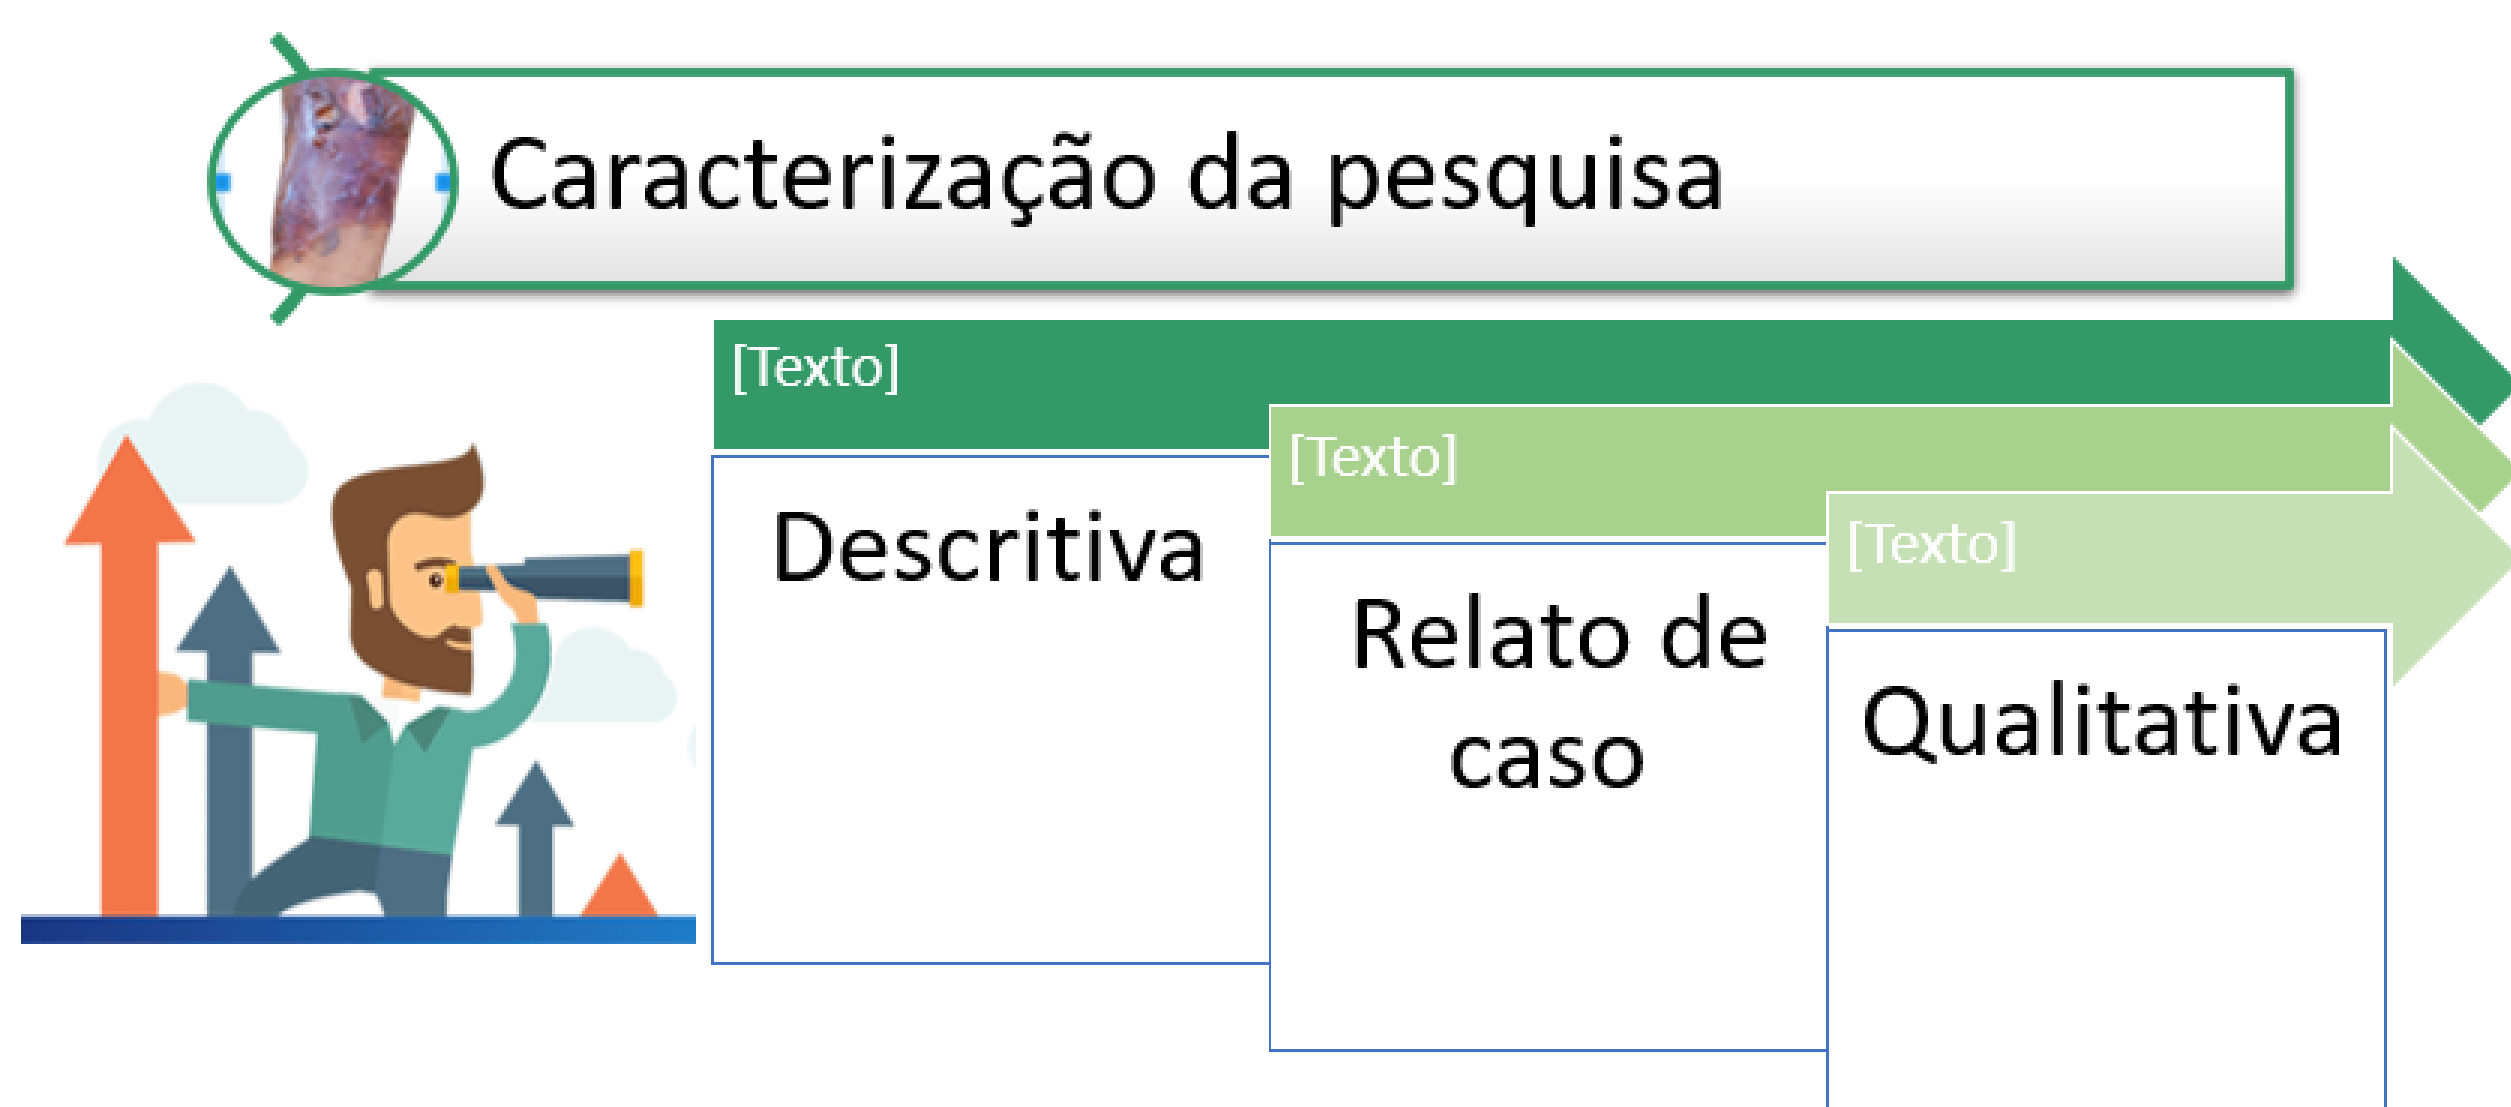 Caracterização da pesquisa
[Texto]
Descritiva
[Texto]
Relato de
caso
[Texto]
Qualitativa